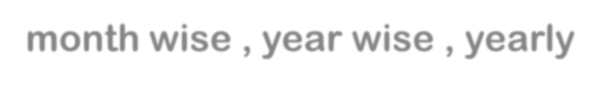 month wise , year wise , yearly